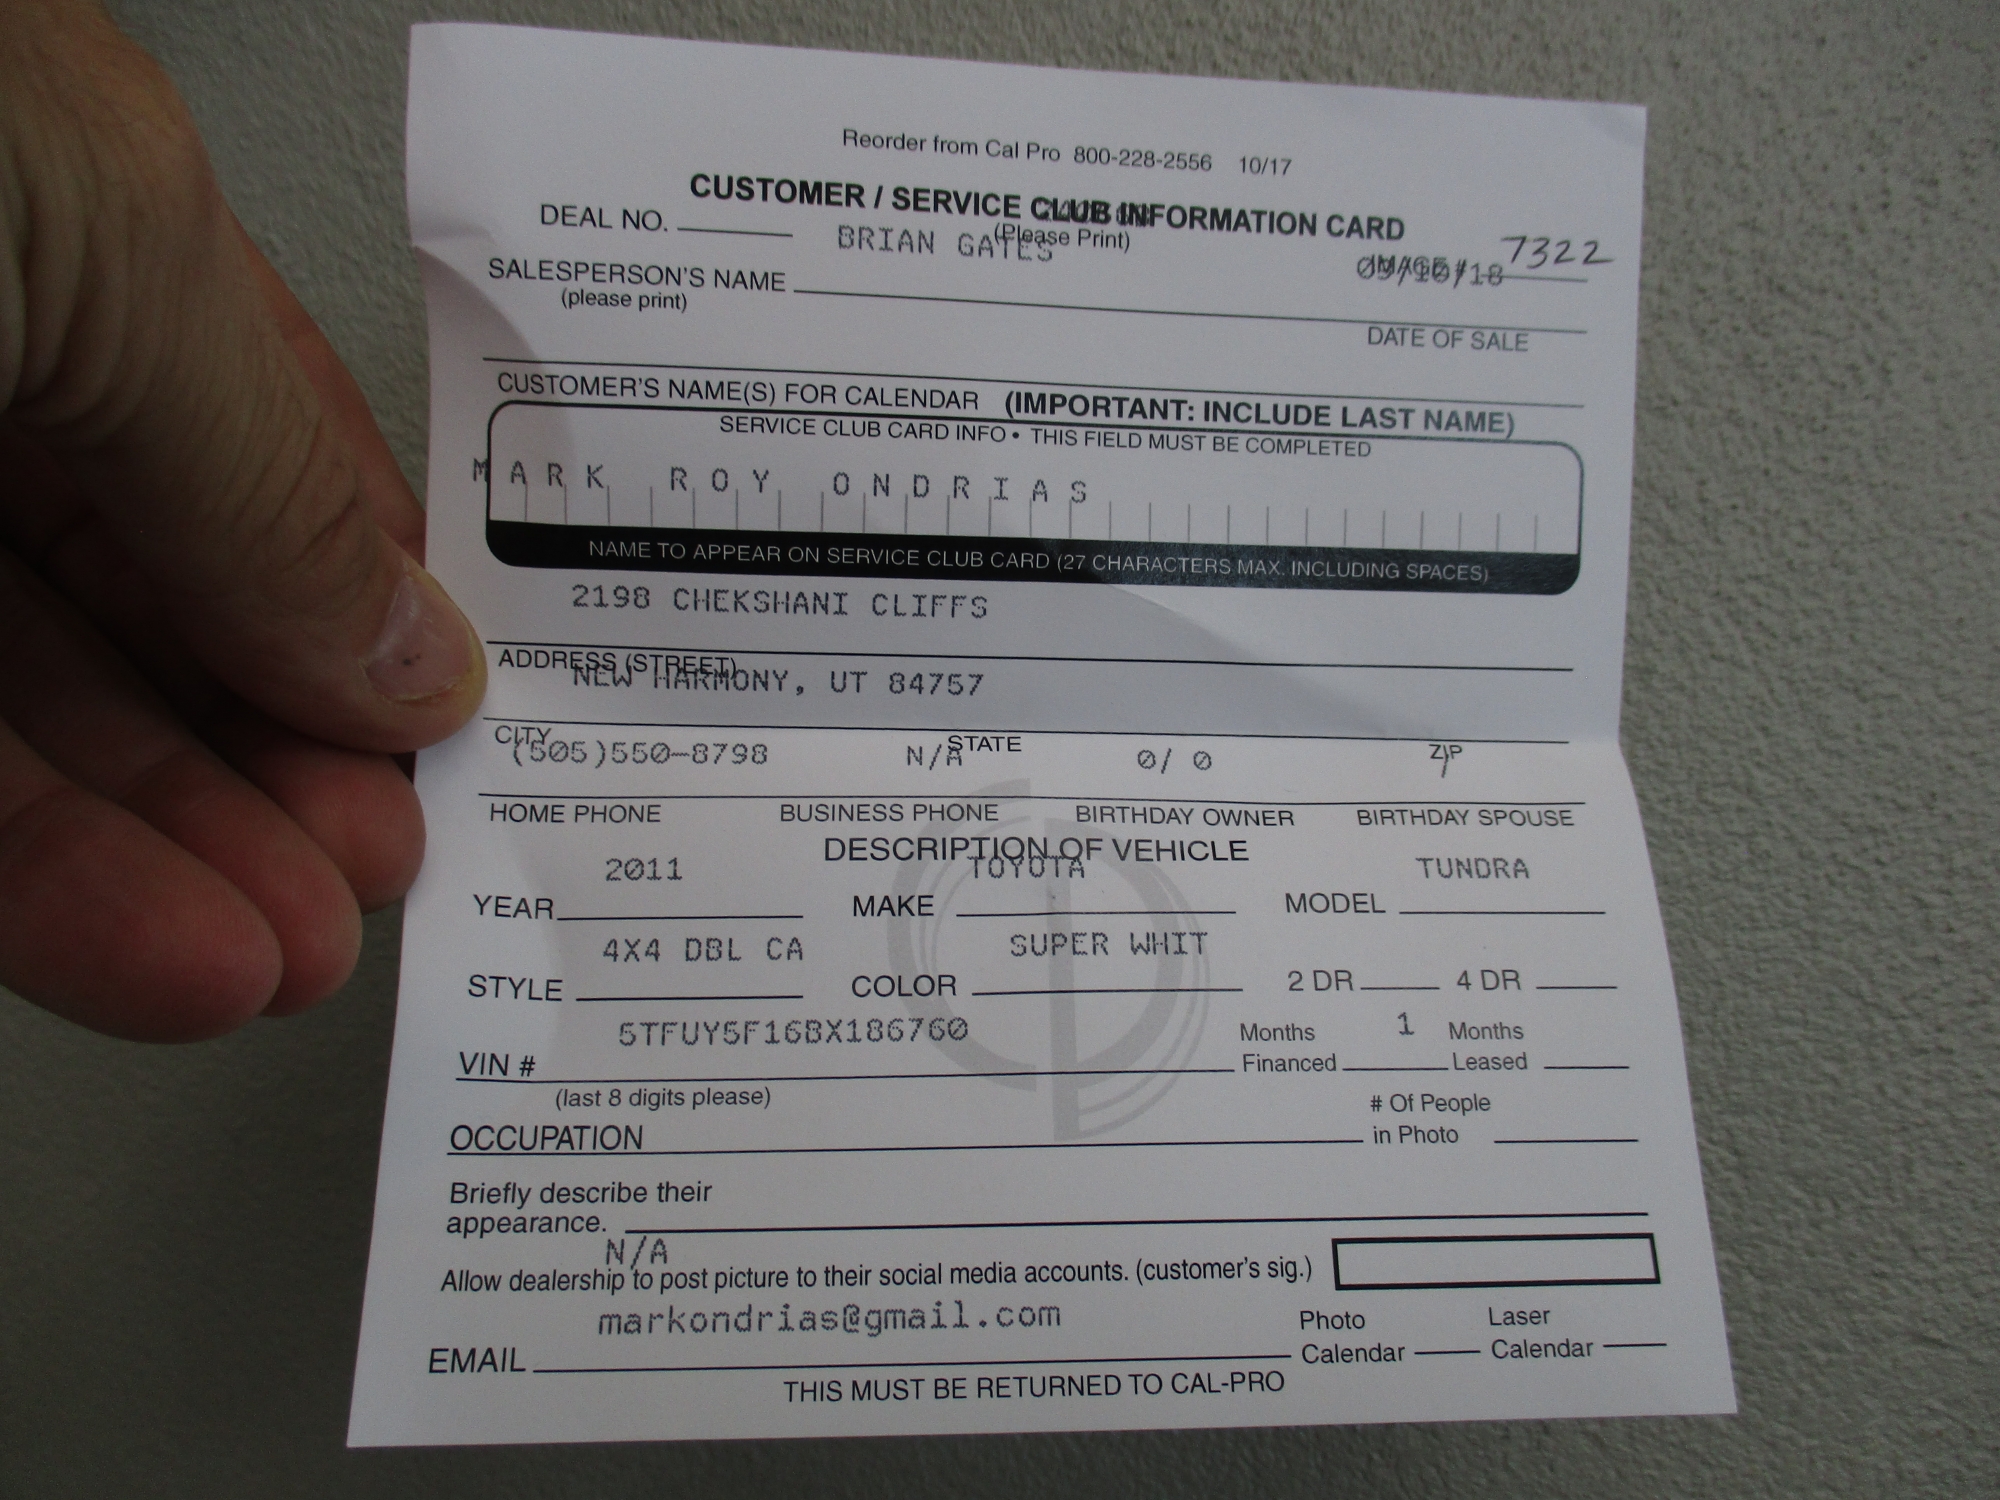 Reorder from Cal Pro 800-228-2556 10/17
CUSTOMER / SERVICE CLUB INFORMATION CARD
DEAL NO.
(Please Print)
BRIAN GATES
7322
IMAGE #
09/10/18
SALESPERSON'S NAME
(please print)
DATE OF SALE
CUSTOMER'S NAME(S) FOR CALENDAR (IMPORTANT: INCLUDE LAST NAME)
SERVICE CLUB CARD INFO • THIS FIELD MUST BE COMPLETED
MARK ROY ONDRIAS
NAME TO APPEAR ON SERVICE CLUB CARD (27 CHARACTERS MAX. INCLUDING SPACES)
2198 CHEKSHANI CLIFFS
ADDRESS (STREET)
NEW HARMONY, UT 84757
CITY STATE ZIP
(505)550-8798 N/A 0/ 0 /
HOME PHONE BUSINESS PHONE BIRTHDAY OWNER BIRTHDAY SPOUSE
DESCRIPTION OF VEHICLE
2011 TOYOTA TUNDRA
YEAR MAKE MODEL
4X4 DBL CA SUPER WHIT
STYLE COLOR 2 DR 4 DR
5TFUY5F16BX186760 Months 1 Months
VIN # Financed Leased
(last 8 digits please) # Of People
OCCUPATION in Photo
Briefly describe their
appearance.
N/A
Allow dealership to post picture to their social media accounts. (customer's sig.)
markondrias@gmail.com Photo Laser
EMAIL Calendar Calendar
THIS MUST BE RETURNED TO CAL-PRO